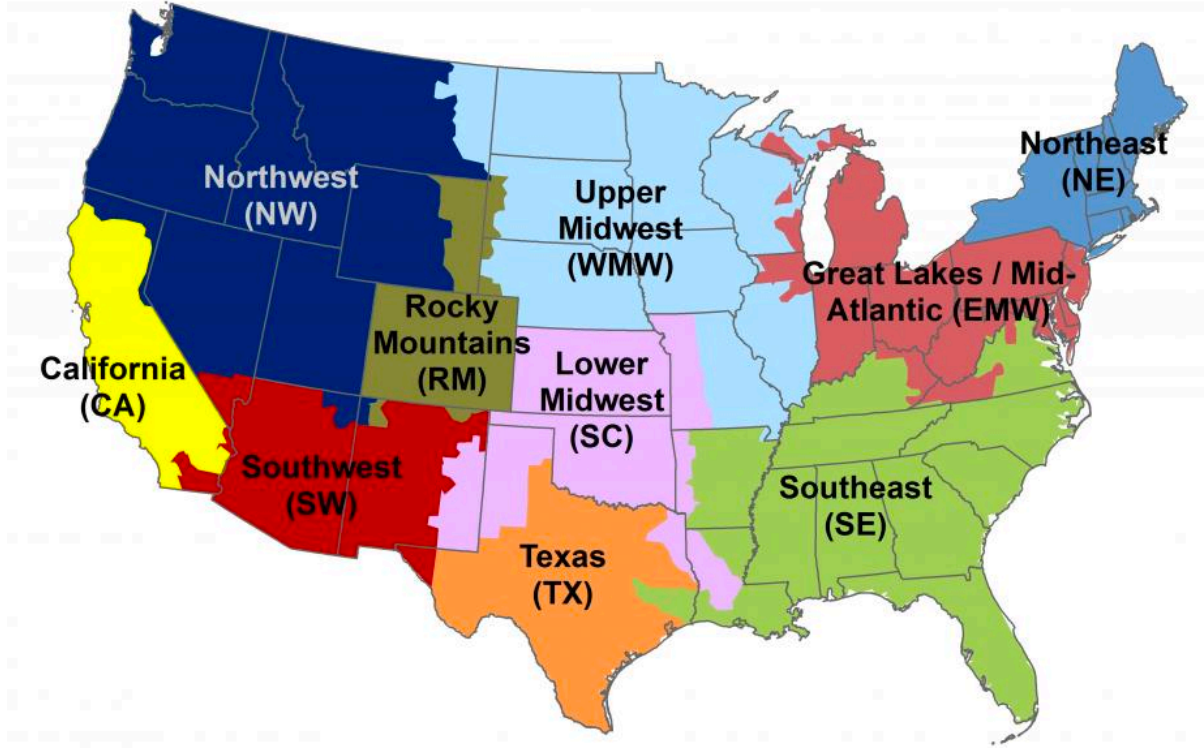 Northwest
(NW)
Upper
Midwest
(WMW)
Northeast
(NE)
Great Lakes / Mid-
Atlantic (EMW)
Rocky
Mountains
(RM)
California
(CA)
Lower
Midwest
(SC)
Southwest
(SW)
Southeast
(SE)
Texas
(TX)